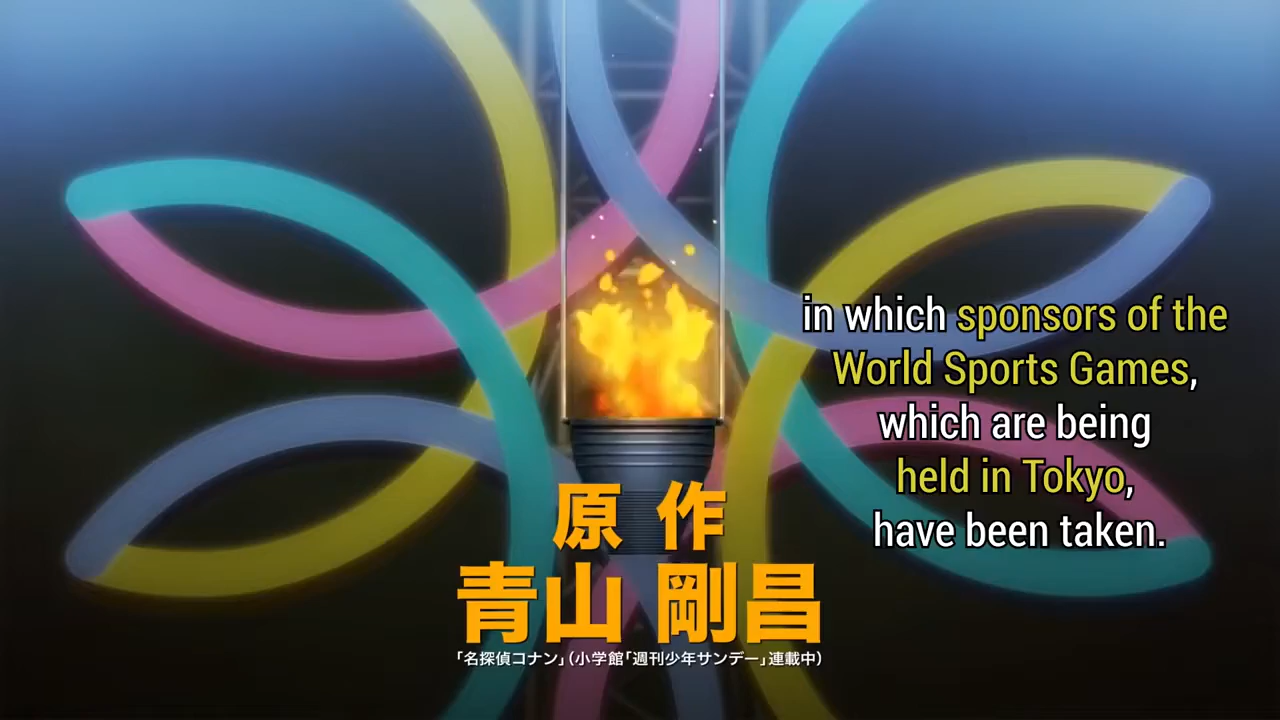 in which sponsors of the
World Sports Games,
which are being
held in Tokyo,
have been taken.
原 作
青山 剛昌
「名探偵コナン」(小学館「週刊少年サンデー」連載中)